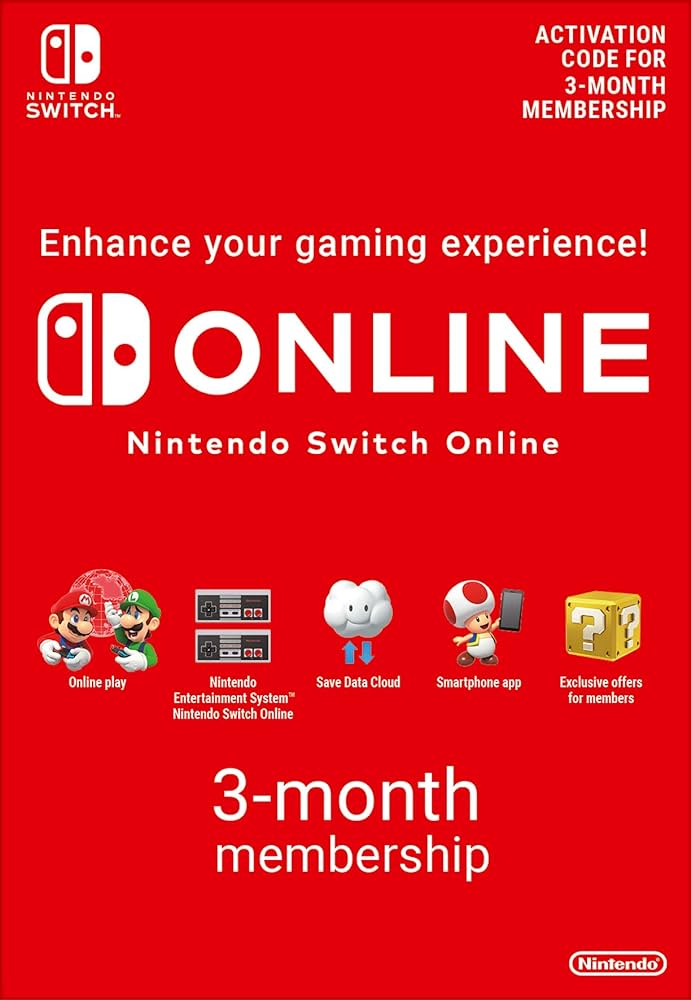 NINTENDO
SWITCH™
ACTIVATION
CODE FOR
3-MONTH
MEMBERSHIP
Enhance your gaming experience!
ONLINE
Nintendo Switch Online
Online play
Nintendo
Entertainment System™
Nintendo Switch Online
Save Data Cloud
Smartphone app
Exclusive offers
for members
3-month
membership
Nintendo